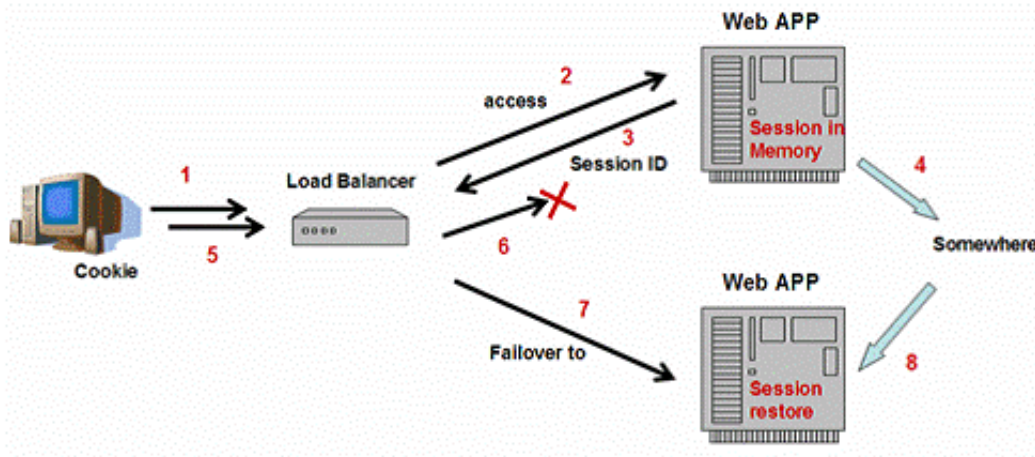 Web APP
2
access
3
Session in
Memory
Session ID
4
1
Load Balancer
5
6
Somewhere
Cookie
Web APP
7
Failover to
8
Session
restore